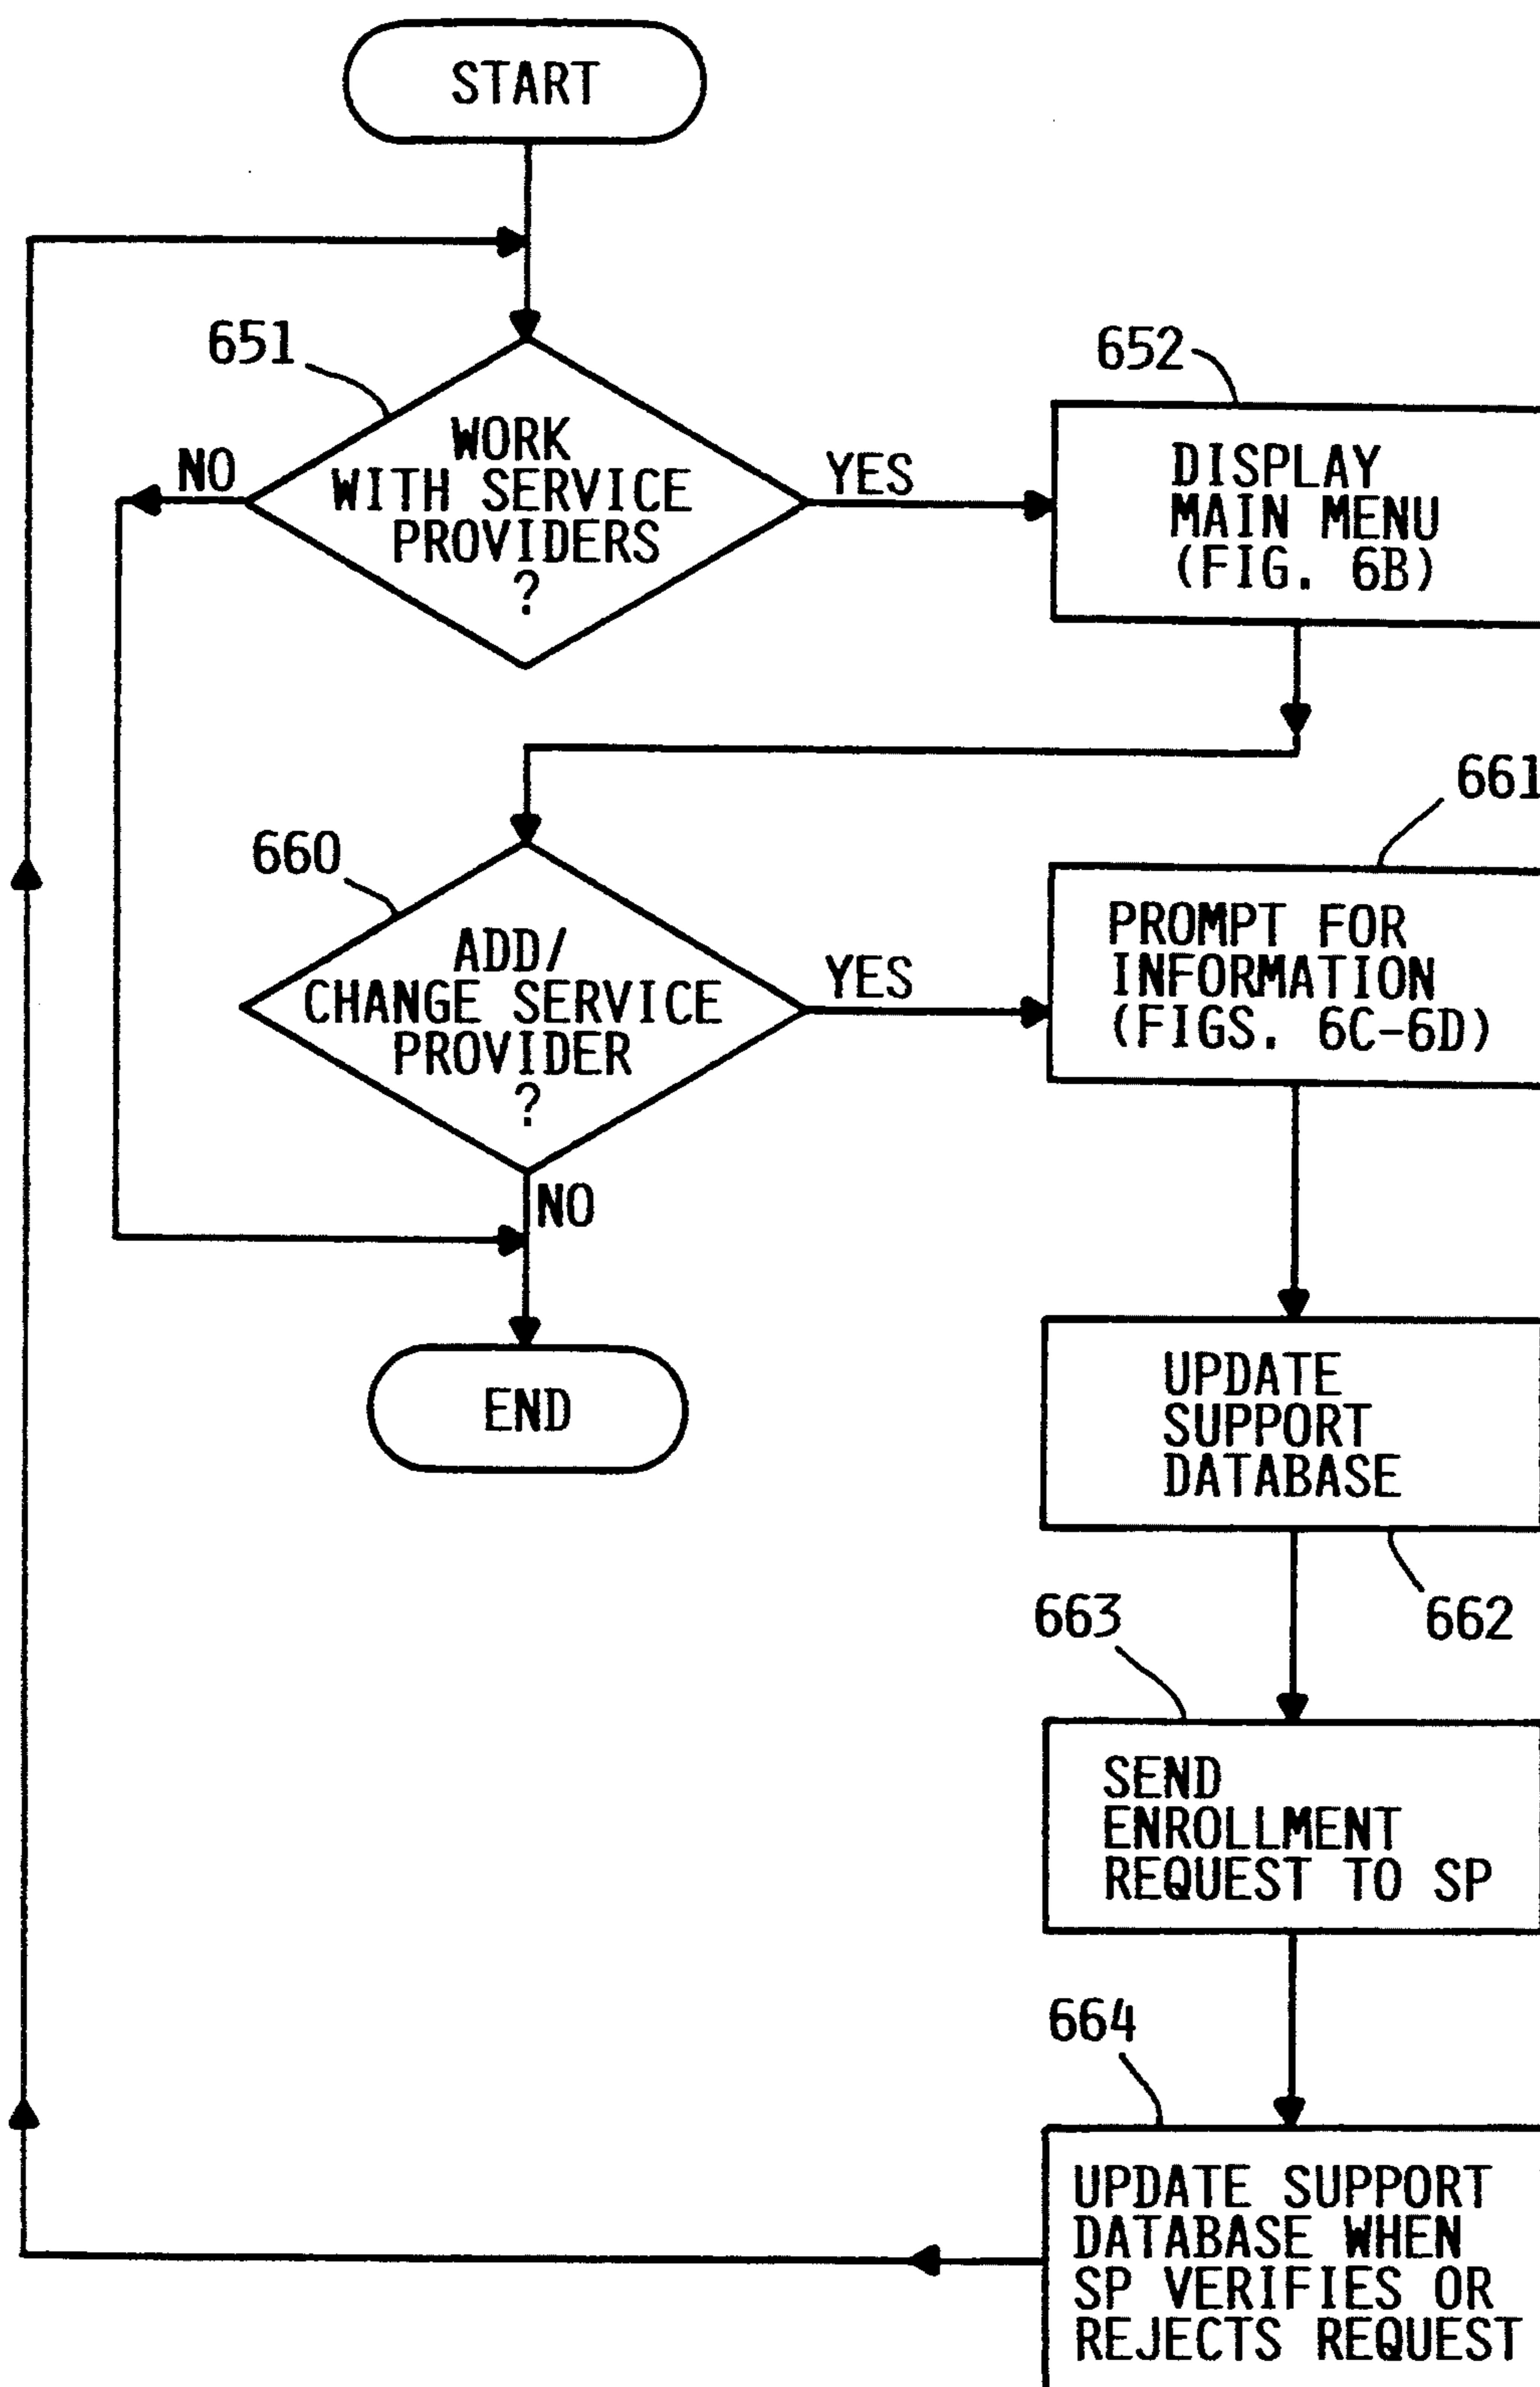 START
651
WORK
WITH SERVICE
PROVIDERS
?
NO
YES
652
DISPLAY
MAIN MENU
(FIG. 6B)
660
ADD/
CHANGE SERVICE
PROVIDER
?
YES
NO
661
PROMPT FOR
INFORMATION
(FIGS. 6C-6D)
END
UPDATE
SUPPORT
DATABASE
662
663
SEND
ENROLLMENT
REQUEST TO SP
664
UPDATE SUPPORT
DATABASE WHEN
SP VERIFIES OR
REJECTS REQUEST